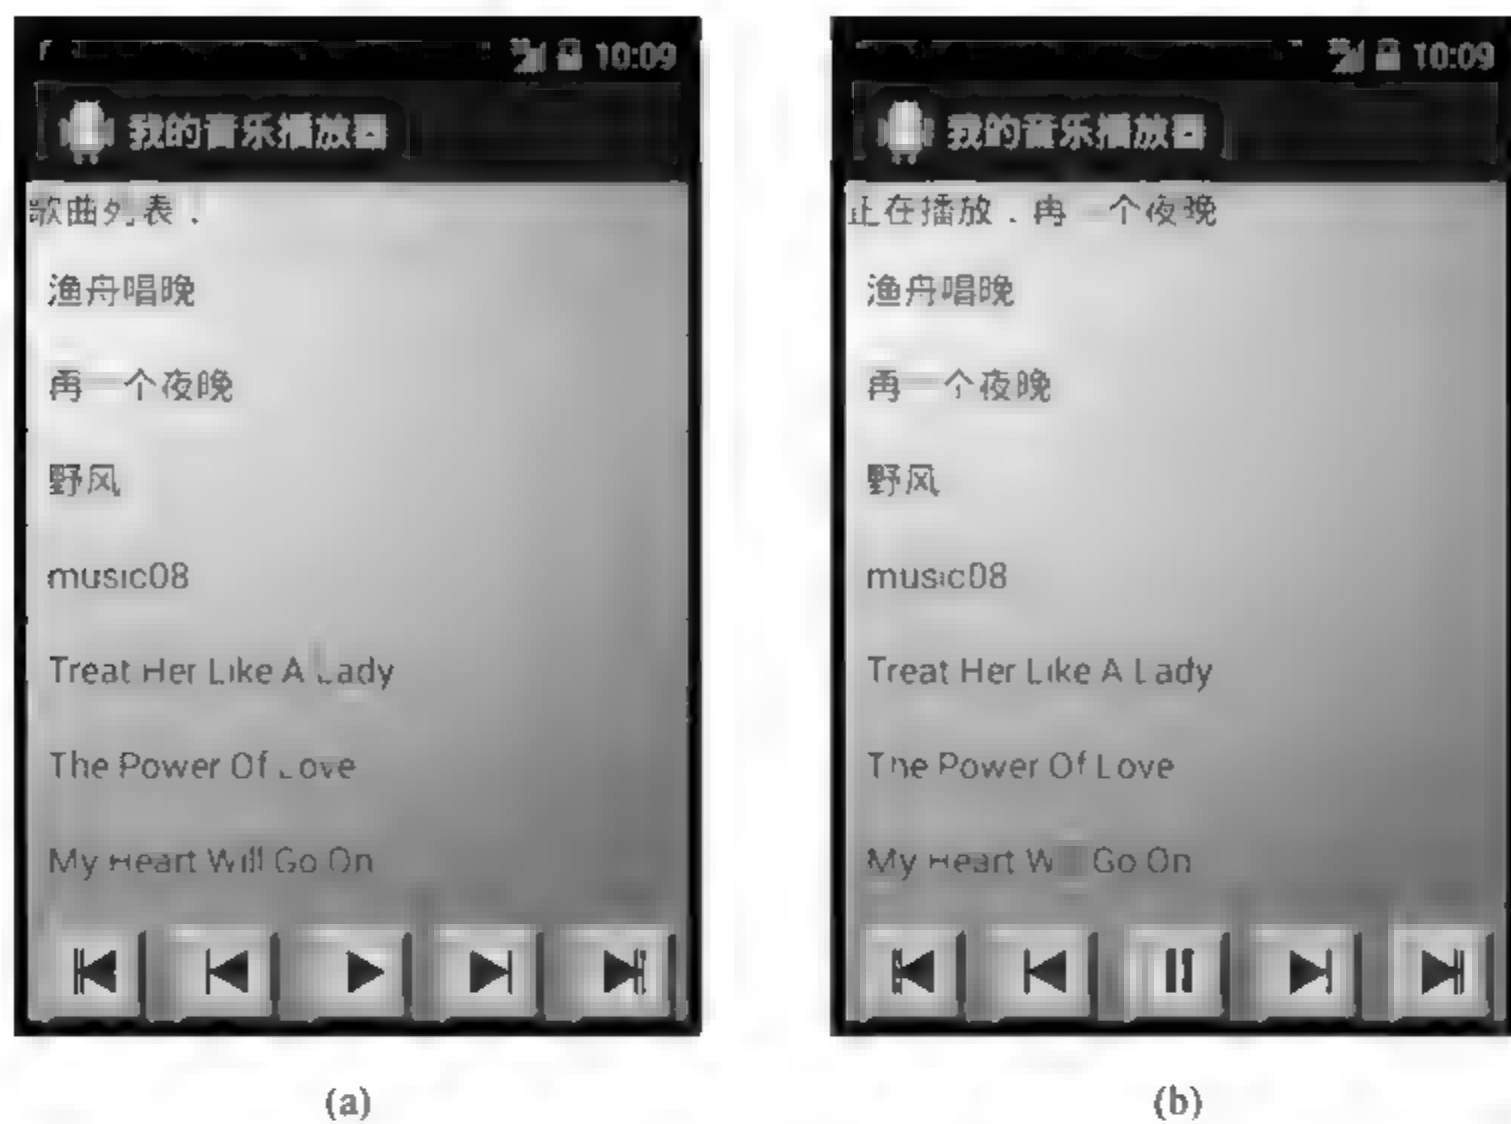 10:09
我的音乐播放器
歌曲列表:
渔舟唱晚
再一个夜晚
野风
music08
Treat Her Like A Lady
The Power Of Love
My Heart Will Go On
(a)
10:09
我的音乐播放器
正在播放:再一个夜晚
渔舟唱晚
再一个夜晚
野风
music08
Treat Her Like A Lady
The Power Of Love
My Heart Will Go On
(b)